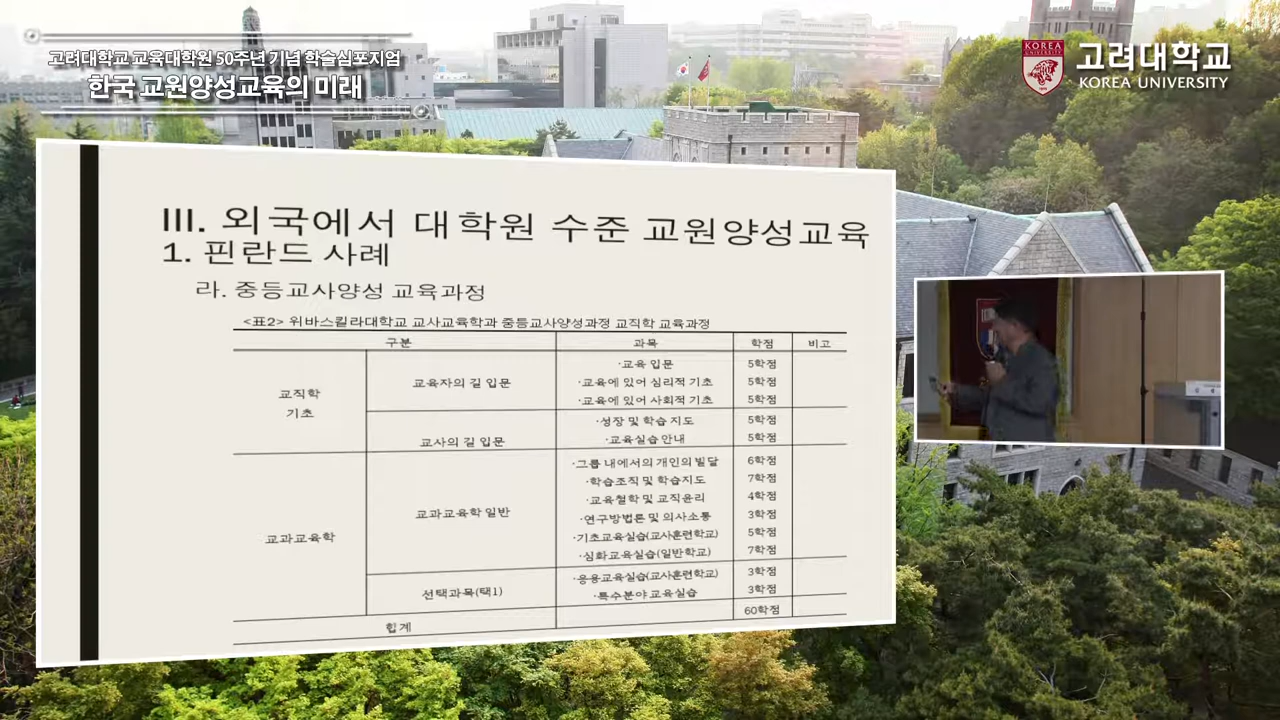 고려대학교 교육대학원 50주년 기념 학술심포지엄
한국 교원양성교육의 미래
KOREA
고려대학교
KOREA UNIVERSITY
III. 외국에서 대학원 수준 교원양성교육
1. 핀란드 사례
라. 중등교사양성 교육과정
<표2> 위바스킬라대학교 교사교육학과 중등교사양성과정 교직학 교육과정
구분 과목 학점 비고
교직학 기초
교육자의 길 입문
·교육 입문 5학점
·교육에 있어 심리적 기초 5학점
·교육에 있어 사회적 기초 5학점
교사의 길 입문
·성장 및 학습 지도 5학점
·교육실습 안내 5학점
교과교육학
교과교육학 일반
·그룹 내에서의 개인의 발달 6학점
·학습조직 및 학습지도 7학점
·교육철학 및 교직윤리 4학점
·연구방법론 및 의사소통 3학점
·기초교육실습(교사훈련학교) 5학점
·심화교육실습(일반학교) 7학점
선택과목(택1)
·응용교육실습(교사훈련학교) 3학점
·특수분야 교육실습 3학점
합계 60학점